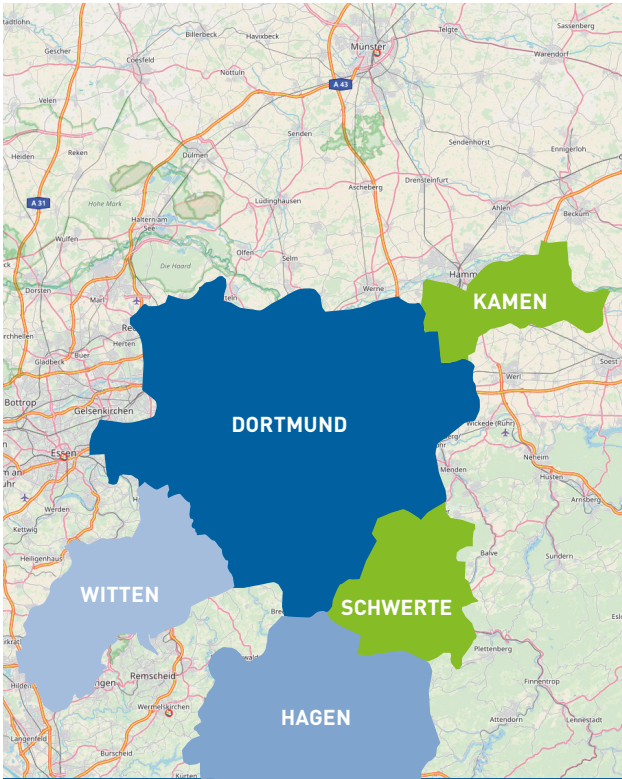 Sassenberg
Billerbeck
Havixbeck
Telgte
Gescher
Coesfeld
Münster
Warendorf
Nottuln
A 43
Velen
Senden
Sendenhorst
Ennigerloh
Heiden
Reken
Dülmen
Drensteinfurt
Ascheberg
A 31
Hohe Mark
Lüdinghausen
Ahlen
Beckum
Haltern am
See
Wulfen
Olfen
Selm
Die Haard
Hamm
Dorsten
Marl
Werne
KAMEN
Herten
Gladbeck
Buer
Soest
Werl
Bottrop
Gelsenkirchen
DORTMUND
Wickede (Ruhr)
Essen
Neheim
Menden
Hüsten
Arnsberg
Werden
Kettwig
Heiligenhaus
Balve
Sundern
WITTEN
SCHWERTE
Plettenberg
Remscheid
Hilden
Finnentrop
Wermelskirchen
HAGEN
Attendorn
Lennestadt
Langenfeld
Burscheid
Kürten